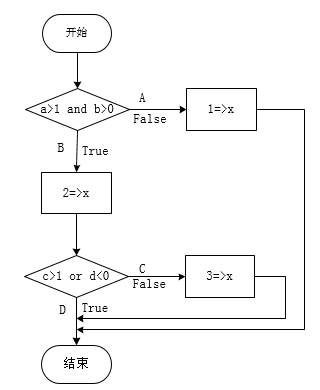 开始
a>1 and b>0
A
False
1=>x
B
True
2=>x
c>1 or d<0
C
False
3=>x
D
True
结束